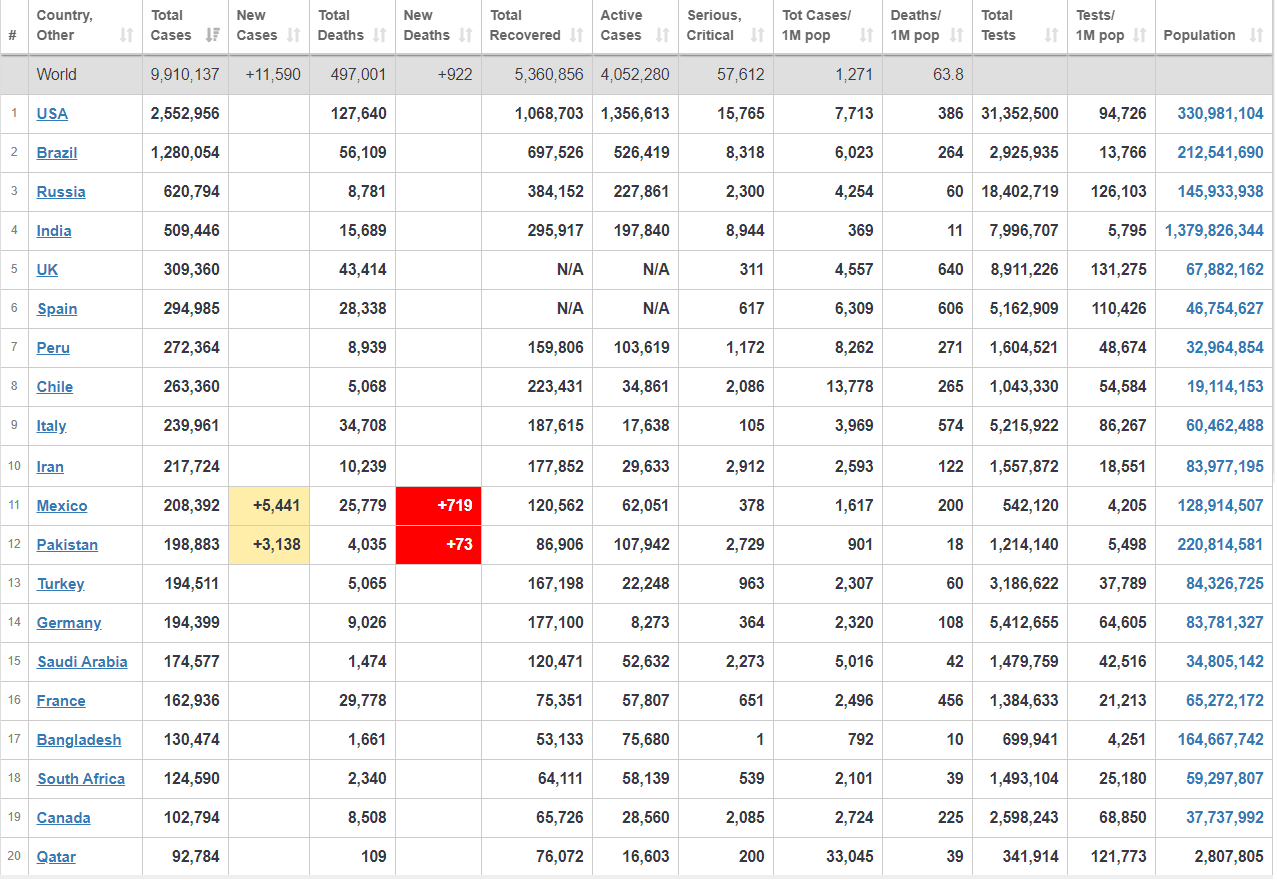 # Country, Other Total Cases New Cases Total Deaths New Deaths Total Recovered Active Cases Serious, Critical Tot Cases/ 1M pop Deaths/ 1M pop Total Tests Tests/ 1M pop Population
World 9,910,137 +11,590 497,001 +922 5,360,856 4,052,280 57,612 1,271 63.8
1 USA 2,552,956 127,640 1,068,703 1,356,613 15,765 7,713 386 31,352,500 94,726 330,981,104
2 Brazil 1,280,054 56,109 697,526 526,419 8,318 6,023 264 2,925,935 13,766 212,541,690
3 Russia 620,794 8,781 384,152 227,861 2,300 4,254 60 18,402,719 126,103 145,933,938
4 India 509,446 15,689 295,917 197,840 8,944 369 11 7,996,707 5,795 1,379,826,344
5 UK 309,360 43,414 N/A N/A 311 4,557 640 8,911,226 131,275 67,882,162
6 Spain 294,985 28,338 N/A N/A 617 6,309 606 5,162,909 110,426 46,754,627
7 Peru 272,364 8,939 159,806 103,619 1,172 8,262 271 1,604,521 48,674 32,964,854
8 Chile 263,360 5,068 223,431 34,861 2,086 13,778 265 1,043,330 54,584 19,114,153
9 Italy 239,961 34,708 187,615 17,638 105 3,969 574 5,215,922 86,267 60,462,488
10 Iran 217,724 10,239 177,852 29,633 2,912 2,593 122 1,557,872 18,551 83,977,195
11 Mexico 208,392 +5,441 25,779 +719 120,562 62,051 378 1,617 200 542,120 4,205 128,914,507
12 Pakistan 198,883 +3,138 4,035 +73 86,906 107,942 2,729 901 18 1,214,140 5,498 220,814,581
13 Turkey 194,511 5,065 167,198 22,248 963 2,307 60 3,186,622 37,789 84,326,725
14 Germany 194,399 9,026 177,100 8,273 364 2,320 108 5,412,655 64,605 83,781,327
15 Saudi Arabia 174,577 1,474 120,471 52,632 2,273 5,016 42 1,479,759 42,516 34,805,142
16 France 162,936 29,778 75,351 57,807 651 2,496 456 1,384,633 21,213 65,272,172
17 Bangladesh 130,474 1,661 53,133 75,680 1 792 10 699,941 4,251 164,667,742
18 South Africa 124,590 2,340 64,111 58,139 539 2,101 39 1,493,104 25,180 59,297,807
19 Canada 102,794 8,508 65,726 28,560 2,085 2,724 225 2,598,243 68,850 37,737,992
20 Qatar 92,784 109 76,072 16,603 200 33,045 39 341,914 121,773 2,807,805